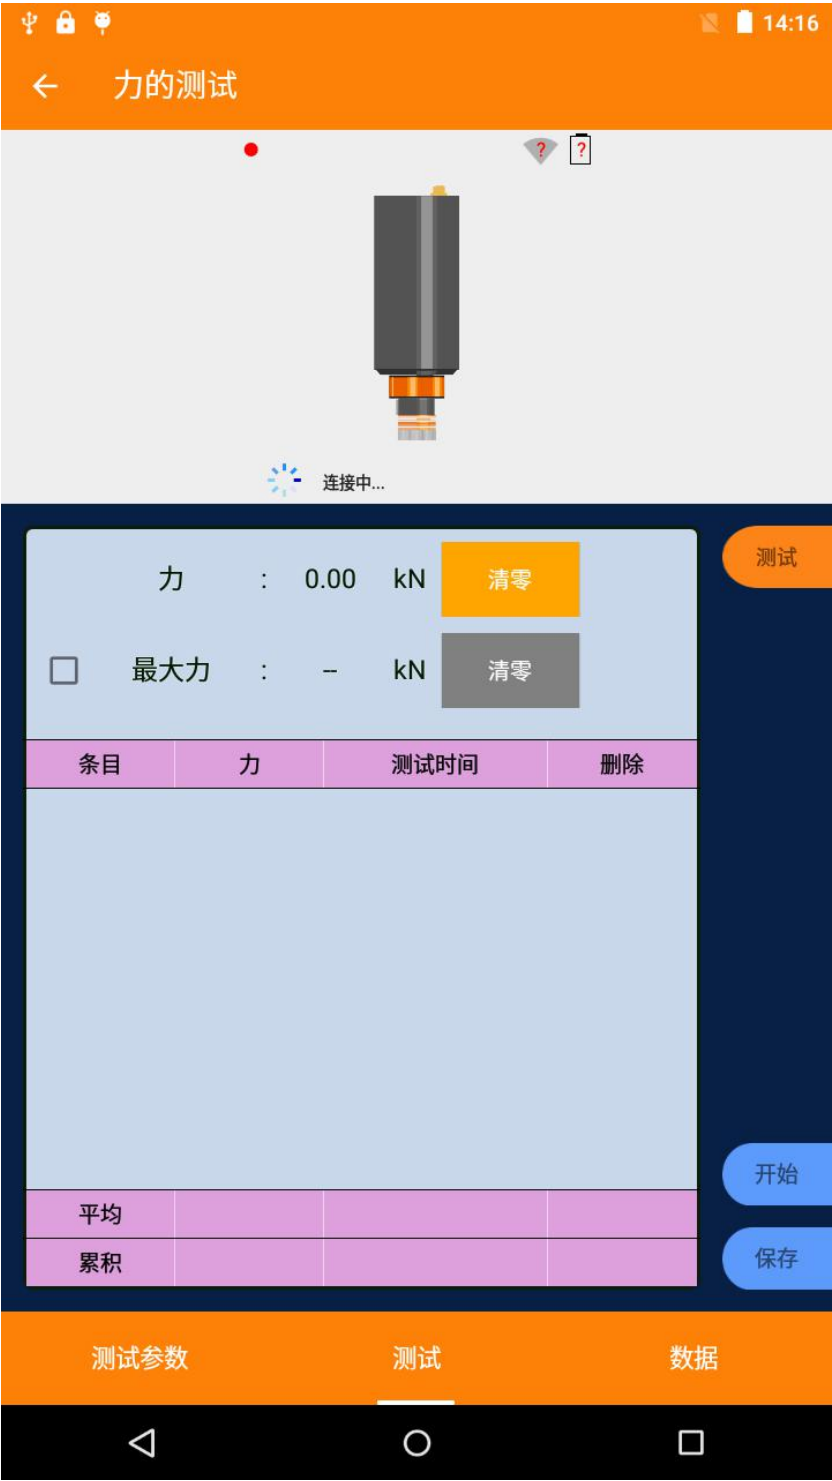 14:16
力的测试
? ?
连接中...
力 : 0.00 kN 清零
测试
最大力 : -- kN 清零
条目 力 测试时间 删除
开始
平均
累积
保存
测试参数 测试 数据